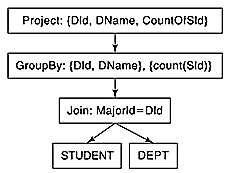 Project: {DId, DName, CountOfSId}
GroupBy: {DId, DName}, {count(SId)}
Join: MajorId=DId
STUDENT DEPT